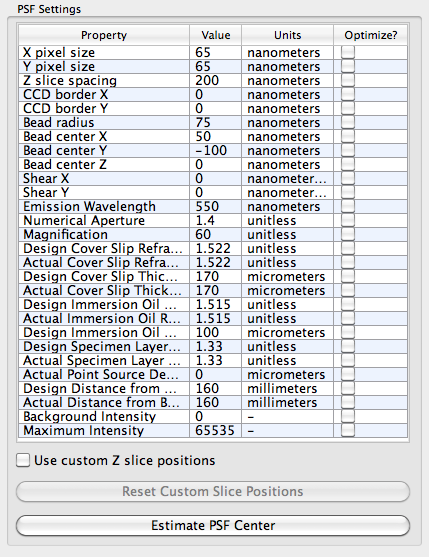 PSF Settings
Property Value Units Optimize?
X pixel size 65 nanometers
Y pixel size 65 nanometers
Z slice spacing 200 nanometers
CCD border X 0 nanometers
CCD border Y 0 nanometers
Bead radius 75 nanometers
Bead center X 50 nanometers
Bead center Y -100 nanometers
Bead center Z 0 nanometers
Shear X 0 nanometer...
Shear Y 0 nanometer...
Emission Wavelength 550 nanometers
Numerical Aperture 1.4 unitless
Magnification 60 unitless
Design Cover Slip Refra... 1.522 unitless
Actual Cover Slip Refra... 1.522 unitless
Design Cover Slip Thic... 170 micrometers
Actual Cover Slip Thick... 170 micrometers
Design Immersion Oil ... 1.515 unitless
Actual Immersion Oil R... 1.515 unitless
Design Immersion Oil ... 100 micrometers
Design Specimen Layer... 1.33 unitless
Actual Specimen Layer ... 1.33 unitless
Actual Point Source De... 0 micrometers
Design Distance from ... 160 millimeters
Actual Distance from B... 160 millimeters
Background Intensity 0 -
Maximum Intensity 65535 -
Use custom Z slice positions
Reset Custom Slice Positions
Estimate PSF Center